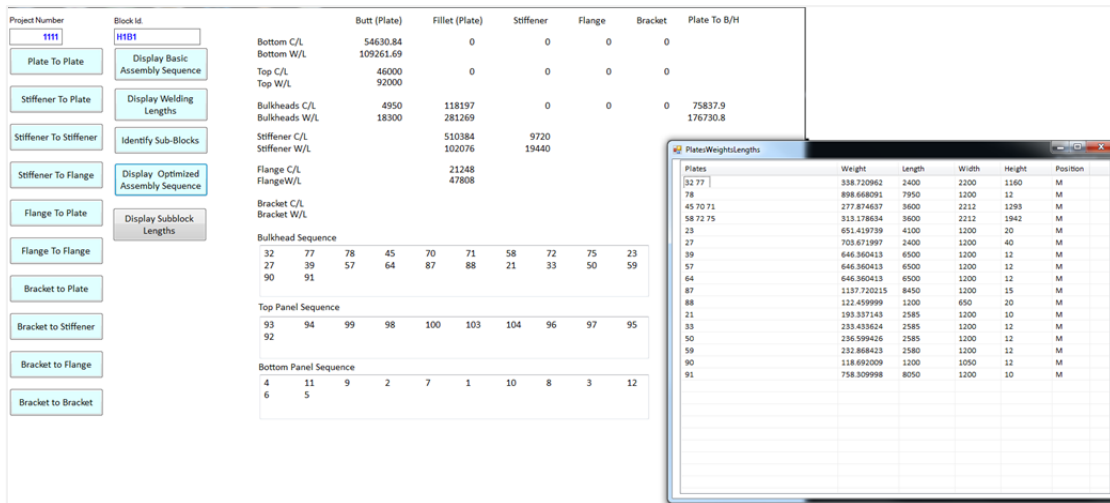 Project Number Block Id.
1111 H1B1
Plate To Plate
Stiffener To Plate
Stiffener To Stiffener
Stiffener To Flange
Flange To Plate
Flange To Flange
Bracket to Plate
Bracket to Stiffener
Bracket to Flange
Bracket to Bracket
Display Basic
Assembly Sequence
Display Welding
Lengths
Identify Sub-Blocks
Display Optimized
Assembly Sequence
Display Subblock
Lengths
Butt (Plate) Fillet (Plate) Stiffener Flange Bracket Plate To B/H
Bottom C/L 54630.84 0 0 0 0
Bottom W/L 109261.69
Top C/L 46000 0 0 0 0
Top W/L 92000
Bulkheads C/L 4950 118197 0 0 0 75837.9
Bulkheads W/L 18300 281269 176730.8
Stiffener C/L 510384 9720
Stiffener W/L 102076 19440
Flange C/L 21248
FlangeW/L 47808
Bracket C/L
Bracket W/L
Bulkhead Sequence
32 77 78 45 70 71 58 72 75 23
27 39 57 64 87 88 21 33 50 59
90 91
Top Panel Sequence
93 94 99 98 100 103 104 96 97 95
92
Bottom Panel Sequence
4 11 9 2 7 1 10 8 3 12
6 5
PlatesWeightsLengths
Plates Weight Length Width Height Position
32 77 338.720962 2400 2200 1160 M
78 898.668091 7950 1200 12 M
45 70 71 277.874637 3600 2212 1293 M
58 72 75 313.178634 3600 2212 1942 M
23 651.419739 4100 1200 20 M
27 703.671997 2400 1200 40 M
39 646.360413 6500 1200 12 M
57 646.360413 6500 1200 12 M
64 646.360413 6500 1200 12 M
87 1137.720215 8450 1200 15 M
88 122.459999 1200 650 20 M
21 193.337143 2585 1200 10 M
33 233.433624 2585 1200 12 M
50 236.599426 2585 1200 12 M
59 232.868423 2580 1200 12 M
90 118.692009 1200 1050 12 M
91 758.309998 8050 1200 10 M